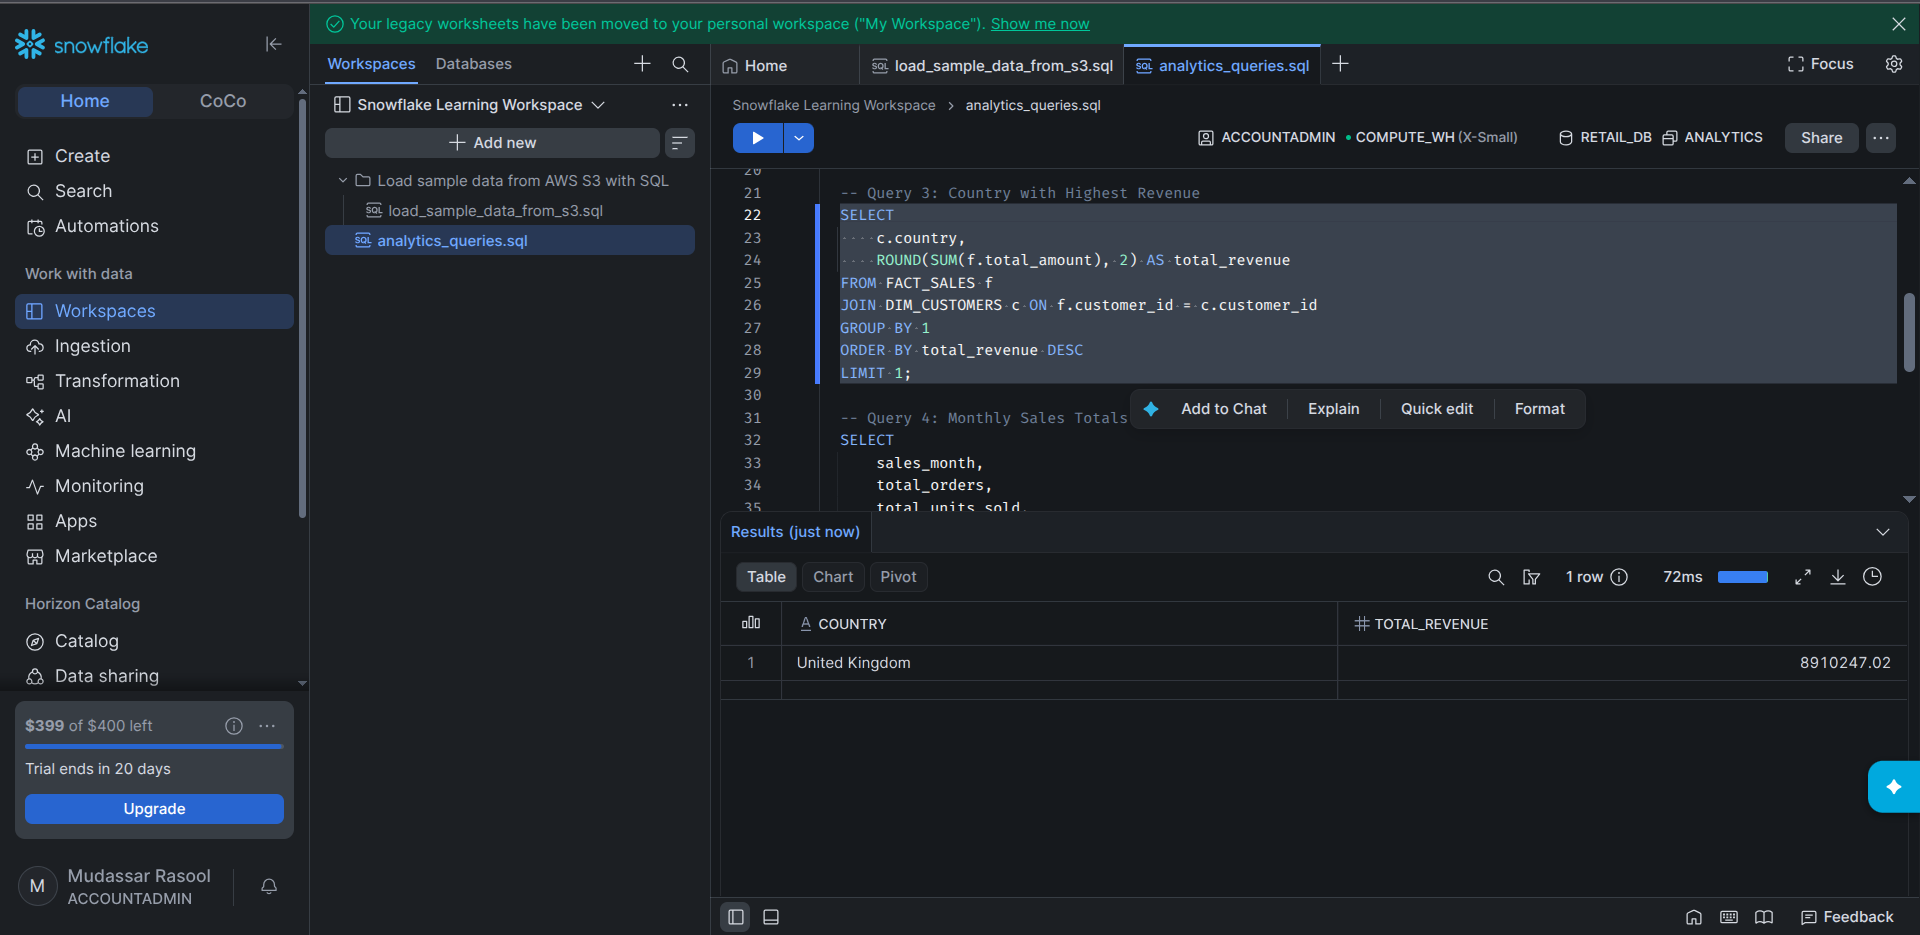 Your legacy worksheets have been moved to your personal workspace ("My Workspace"). Show me now
snowflake
Home
CoCo
Create
Search
Automations
Work with data
Workspaces
Ingestion
Transformation
AI
Machine learning
Monitoring
Apps
Marketplace
Horizon Catalog
Catalog
Data sharing
$399 of $400 left
Trial ends in 20 days
Upgrade
M
Mudassar Rasool
ACCOUNTADMIN
Workspaces
Databases
Snowflake Learning Workspace
Add new
Load sample data from AWS S3 with SQL
SQL load_sample_data_from_s3.sql
SQL analytics_queries.sql
Home
SQL load_sample_data_from_s3.sql
SQL analytics_queries.sql
Focus
Snowflake Learning Workspace > analytics_queries.sql
ACCOUNTADMIN
COMPUTE_WH (X-Small)
RETAIL_DB
ANALYTICS
Share
20
21 -- Query 3: Country with Highest Revenue
22 SELECT
23 ····c.country,
24 ····ROUND(SUM(f.total_amount),·2)·AS·total_revenue
25 FROM·FACT_SALES·f
26 JOIN·DIM_CUSTOMERS·c·ON·f.customer_id·=·c.customer_id
27 GROUP·BY·1
28 ORDER·BY·total_revenue·DESC
29 LIMIT·1;
30
31 -- Query 4: Monthly Sales Totals
32 SELECT
33 sales_month,
34 total_orders,
35 total_units_sold,
Add to Chat
Explain
Quick edit
Format
Results (just now)
Table
Chart
Pivot
1 row
72ms
COUNTRY
TOTAL_REVENUE
1
United Kingdom
8910247.02
Feedback